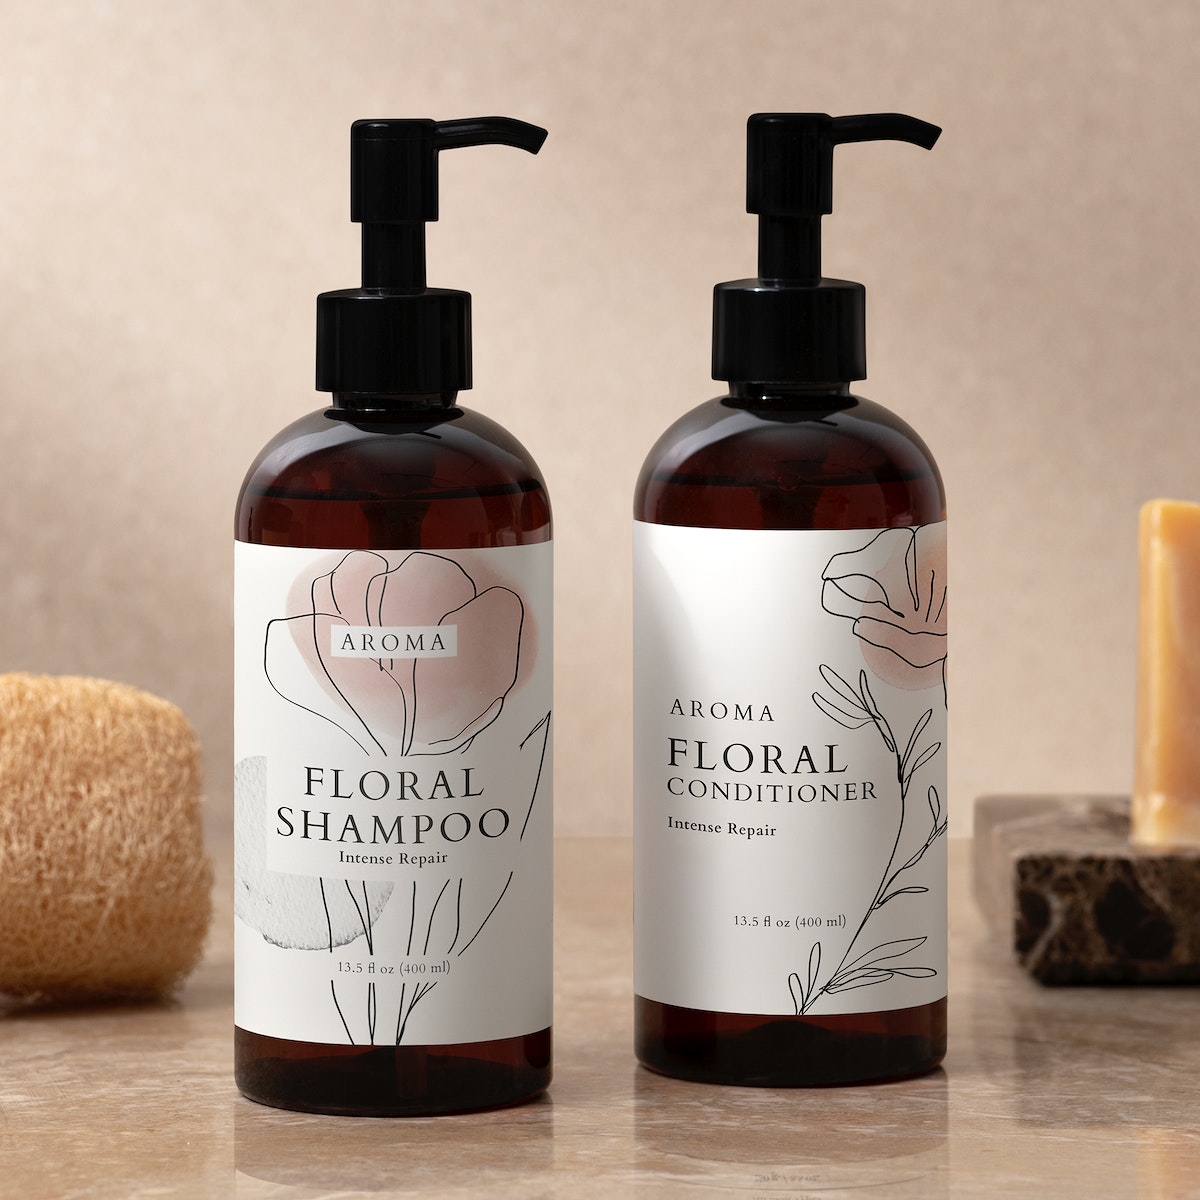 AROMA
FLORAL
SHAMPOO
Intense Repair
13.5 fl oz (400 ml)
AROMA
FLORAL
CONDITIONER
Intense Repair
13.5 fl oz (400 ml)